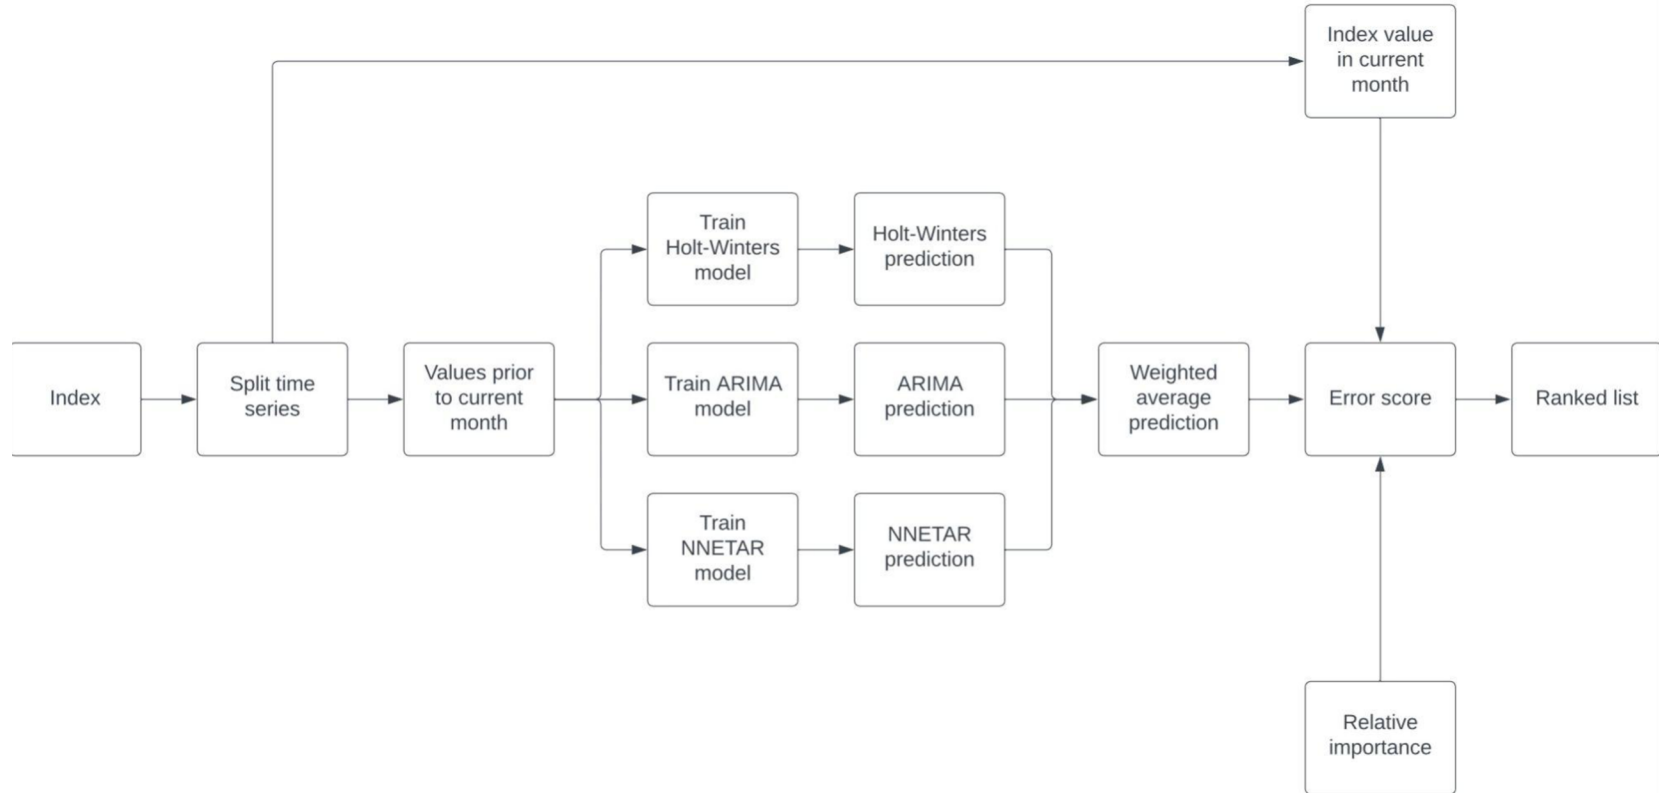 Index value
in current
month
Train
Holt-Winters
model
Holt-Winters
prediction
Index
Split time
series
Values prior
to current
month
Train ARIMA
model
ARIMA
prediction
Weighted
average
prediction
Error score
Ranked list
Train
NNETAR
model
NNETAR
prediction
Relative
importance